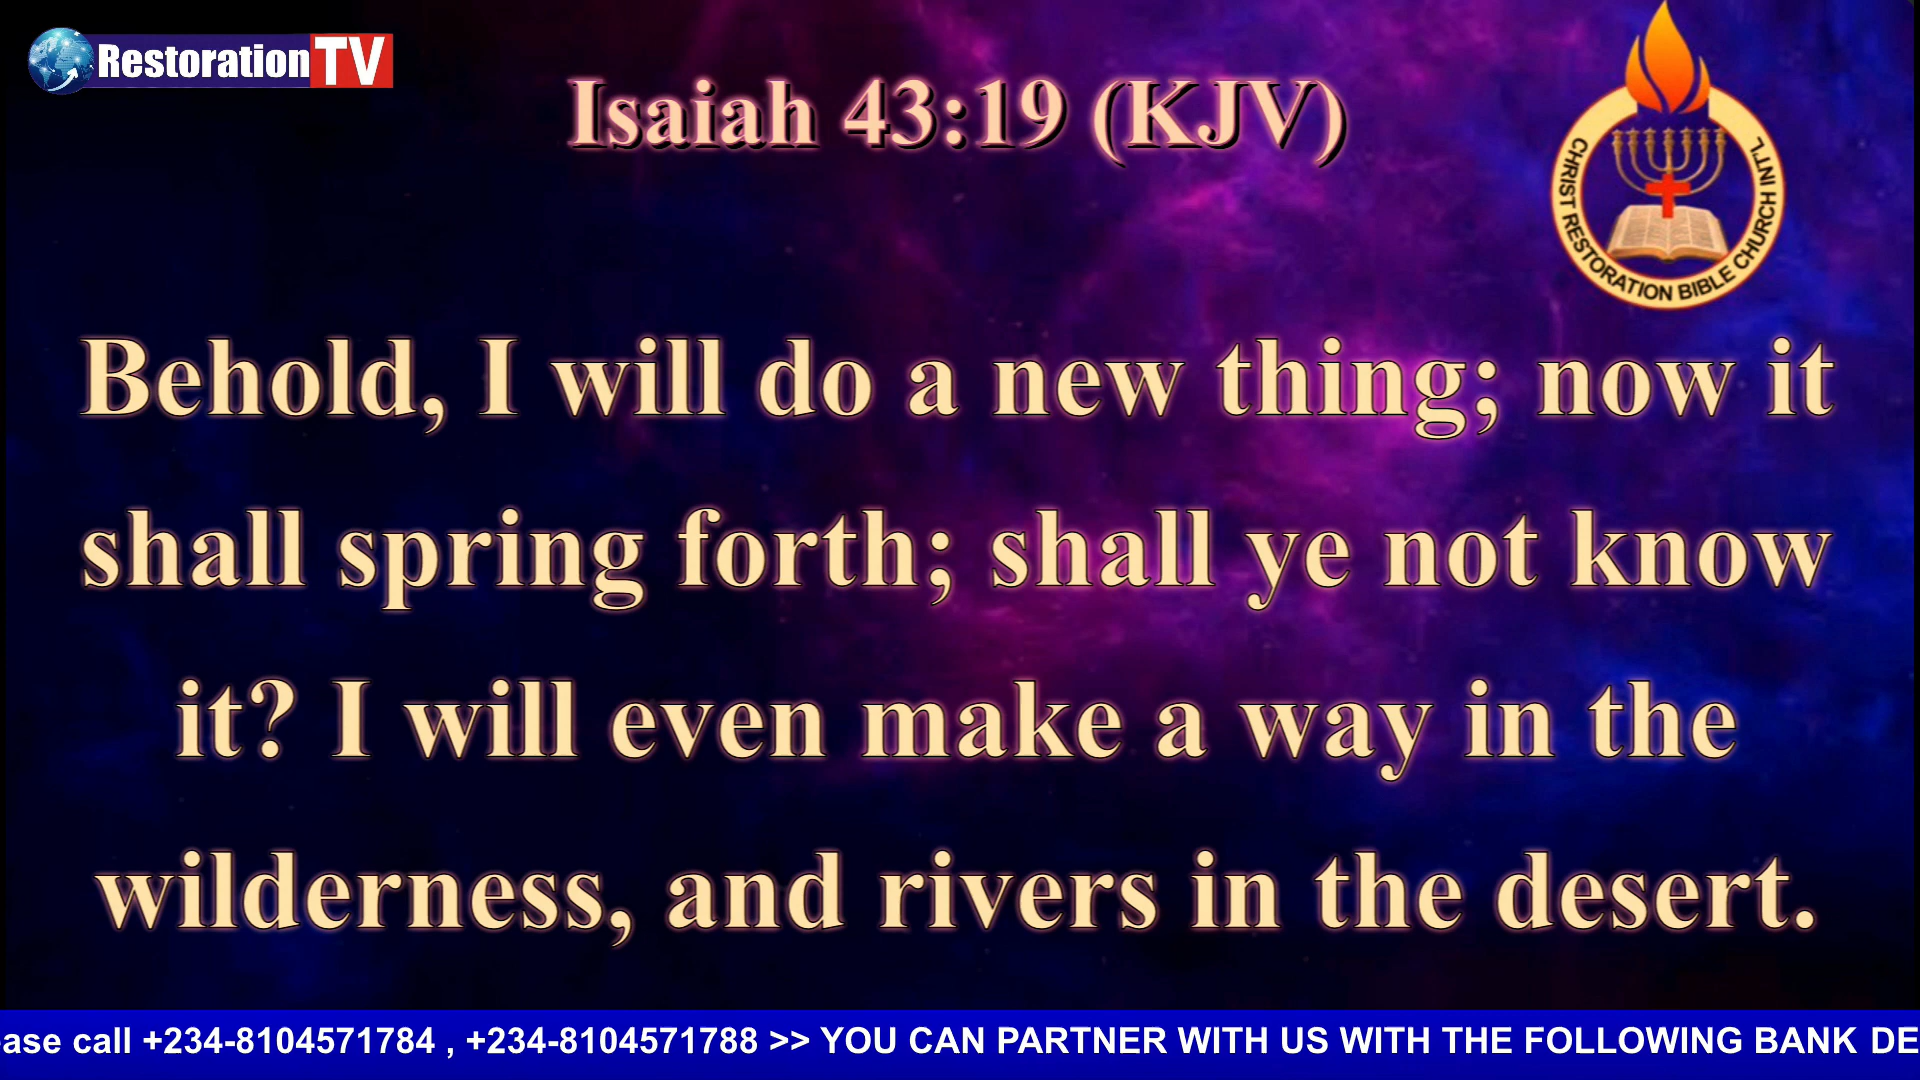 RestorationTV
Isaiah 43:19 (KJV)
CHRIST RESTORATION BIBLE CHURCH INT'L
Behold, I will do a new thing; now it
shall spring forth; shall ye not know
it? I will even make a way in the
wilderness, and rivers in the desert.
ase call +234-8104571784 , +234-8104571788 >> YOU CAN PARTNER WITH US WITH THE FOLLOWING BANK DE